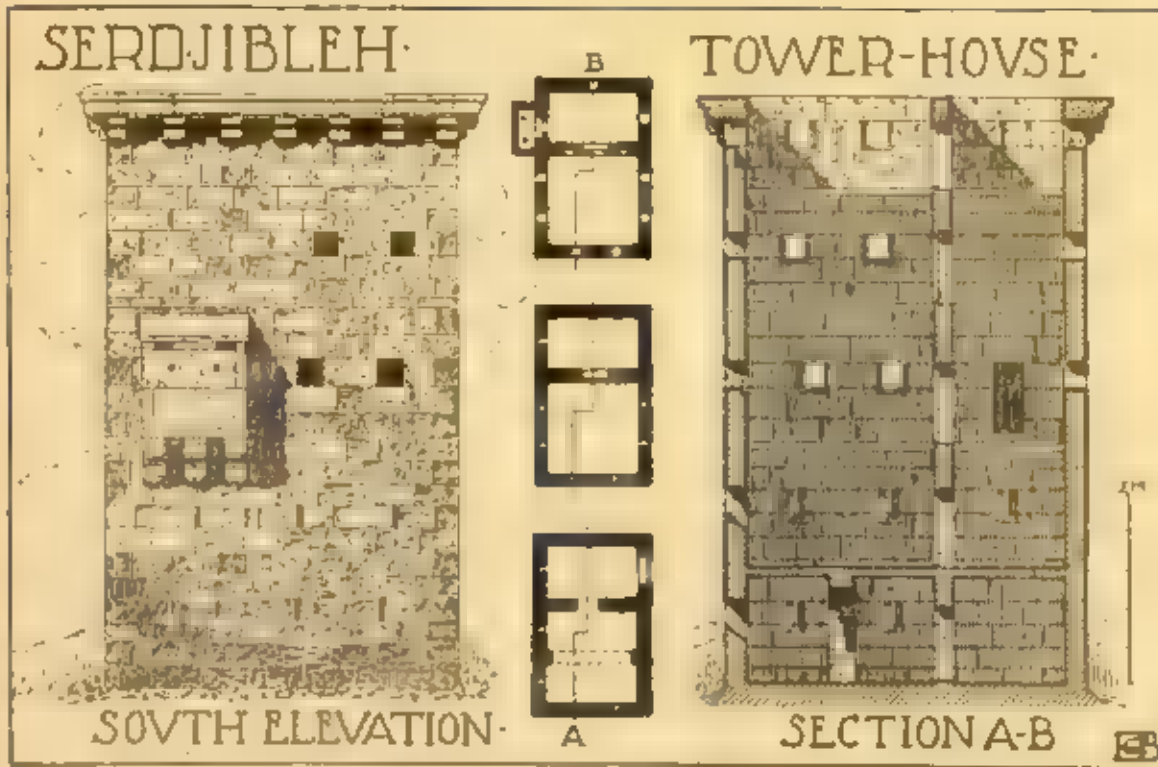 SERDJIBLEH·
TOWER-HOVSE·
B
A
SOVTH ELEVATION·
SECTION A-B